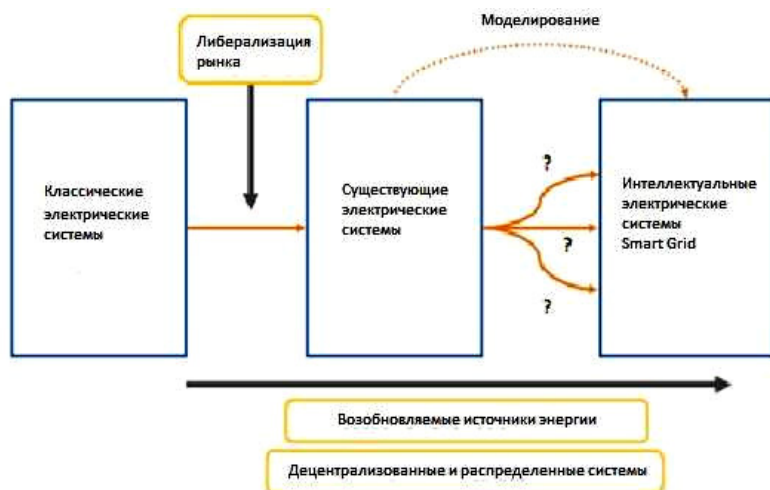 Моделирование
Либерализация
рынка
Классические
электрические
системы
Существующие
электрические
системы
?
?
?
Интеллектуальные
электрические
системы
Smart Grid
Возобновляемые источники энергии
Децентрализованные и распределенные системы